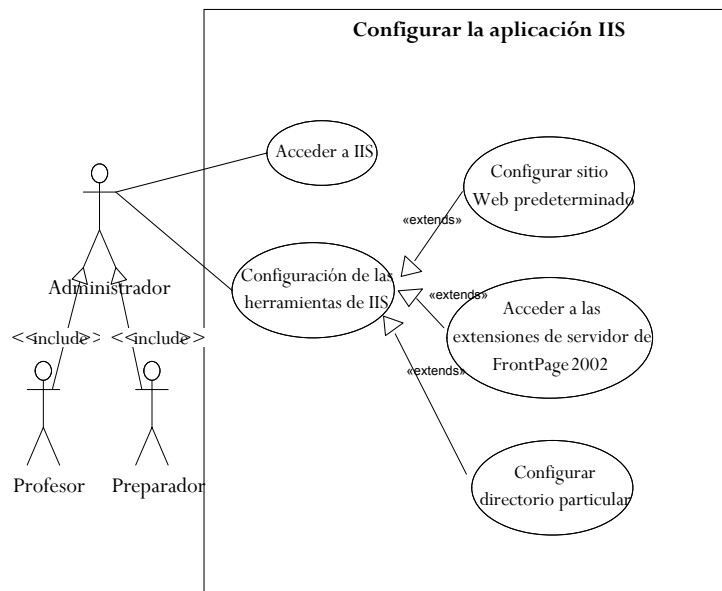 Configurar la aplicación IIS
Acceder a IIS
Configurar sitio
Web predeterminado
«extends»
Configuración de las
herramientas de IIS
Administrador
«extends»
Acceder a las
extensiones de servidor de
FrontPage 2002
<<include>>
<<include>>
«extends»
Profesor
Preparador
Configurar
directorio particular